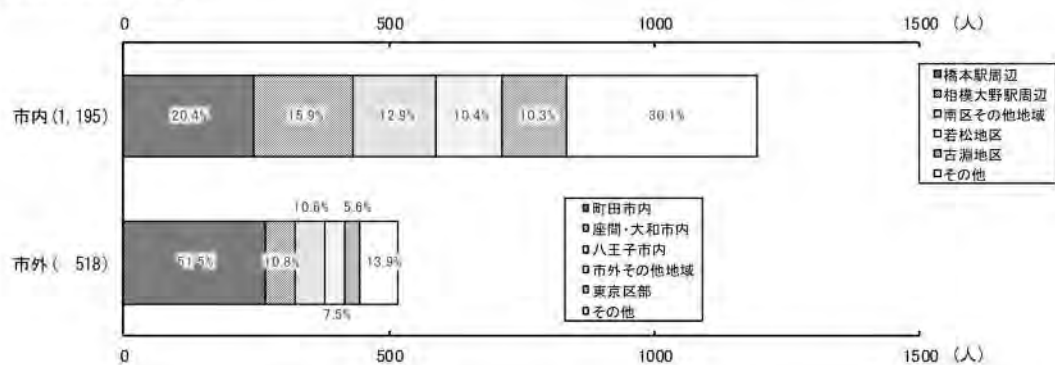 0 500 1000 1500 (人)
市内(1,195) 20.4% 15.9% 12.9% 10.4% 10.3% 30.1%
橋本駅周辺
相模大野駅周辺
南区その他地域
若松地区
古淵地区
その他
10.6% 5.6%
市外( 518) 51.5% 10.8% 13.9%
7.5%
町田市内
座間・大和市内
八王子市内
市外その他地域
東京区部
その他
0 500 1000 1500 (人)